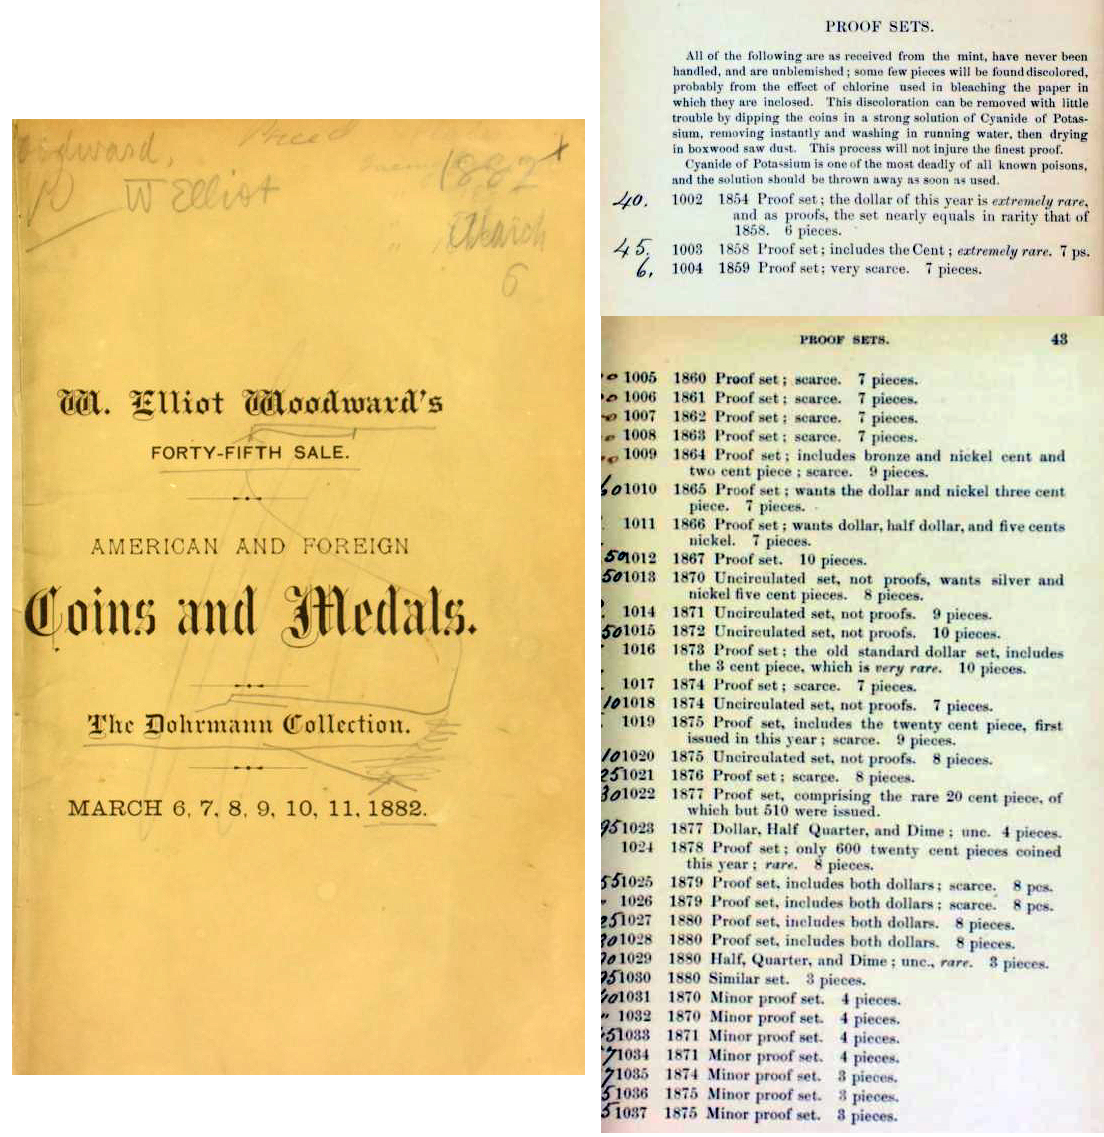 W Elliot
1882
March
6
W. Elliot Woodward's
FORTY-FIFTH SALE.
AMERICAN AND FOREIGN
Coins and Medals.
The Dohrmann Collection.
MARCH 6, 7, 8, 9, 10, 11, 1882.
PROOF SETS.
All of the following are as received from the mint, have never been
handled, and are unblemished; some few pieces will be found discolored,
probably from the effect of chlorine used in bleaching the paper in
which they are inclosed. This discoloration can be removed with little
trouble by dipping the coins in a strong solution of Cyanide of Potas-
sium, removing instantly and washing in running water, then drying
in boxwood saw dust. This process will not injure the finest proof.
Cyanide of Potassium is one of the most deadly of all known poisons,
and the solution should be thrown away as soon as used.
40. 1002 1854 Proof set; the dollar of this year is extremely rare,
and as proofs, the set nearly equals in rarity that of
1858. 6 pieces.
45. 1003 1858 Proof set; includes the Cent; extremely rare. 7 ps.
6. 1004 1859 Proof set; very scarce. 7 pieces.
PROOF SETS. 43
1005 1860 Proof set; scarce. 7 pieces.
1006 1861 Proof set; scarce. 7 pieces.
1007 1862 Proof set; scarce. 7 pieces.
1008 1863 Proof set; scarce. 7 pieces.
1009 1864 Proof set; includes bronze and nickel cent and
two cent piece; scarce. 9 pieces.
1010 1865 Proof set; wants the dollar and nickel three cent
piece. 7 pieces.
1011 1866 Proof set; wants dollar, half dollar, and five cents
nickel. 7 pieces.
50 1012 1867 Proof set. 10 pieces.
50 1013 1870 Uncirculated set, not proofs, wants silver and
nickel five cent pieces. 8 pieces.
1014 1871 Uncirculated set, not proofs. 9 pieces.
50 1015 1872 Uncirculated set, not proofs. 10 pieces.
1016 1873 Proof set; the old standard dollar set, includes
the 3 cent piece, which is very rare. 10 pieces.
1017 1874 Proof set; scarce. 7 pieces.
10 1018 1874 Uncirculated set, not proofs. 7 pieces.
1019 1875 Proof set, includes the twenty cent piece, first
issued in this year; scarce. 9 pieces.
10 1020 1875 Uncirculated set, not proofs. 8 pieces.
25 1021 1876 Proof set; scarce. 8 pieces.
30 1022 1877 Proof set, comprising the rare 20 cent piece, of
which but 510 were issued.
95 1023 1877 Dollar, Half Quarter, and Dime; unc. 4 pieces.
1024 1878 Proof set; only 600 twenty cent pieces coined
this year; rare. 8 pieces.
55 1025 1879 Proof set, includes both dollars; scarce. 8 pcs.
" 1026 1879 Proof set, includes both dollars; scarce. 8 pcs.
25 1027 1880 Proof set, includes both dollars. 8 pieces.
1028 1880 Proof set, includes both dollars. 8 pieces.
1029 1880 Half, Quarter, and Dime; unc., rare. 3 pieces.
1030 1880 Similar set. 3 pieces.
1031 1870 Minor proof set. 4 pieces.
" 1032 1870 Minor proof set. 4 pieces.
1033 1871 Minor proof set. 4 pieces.
1034 1871 Minor proof set. 4 pieces.
1035 1874 Minor proof set. 3 pieces.
1036 1875 Minor proof set. 3 pieces.
1037 1875 Minor proof set. 3 pieces.